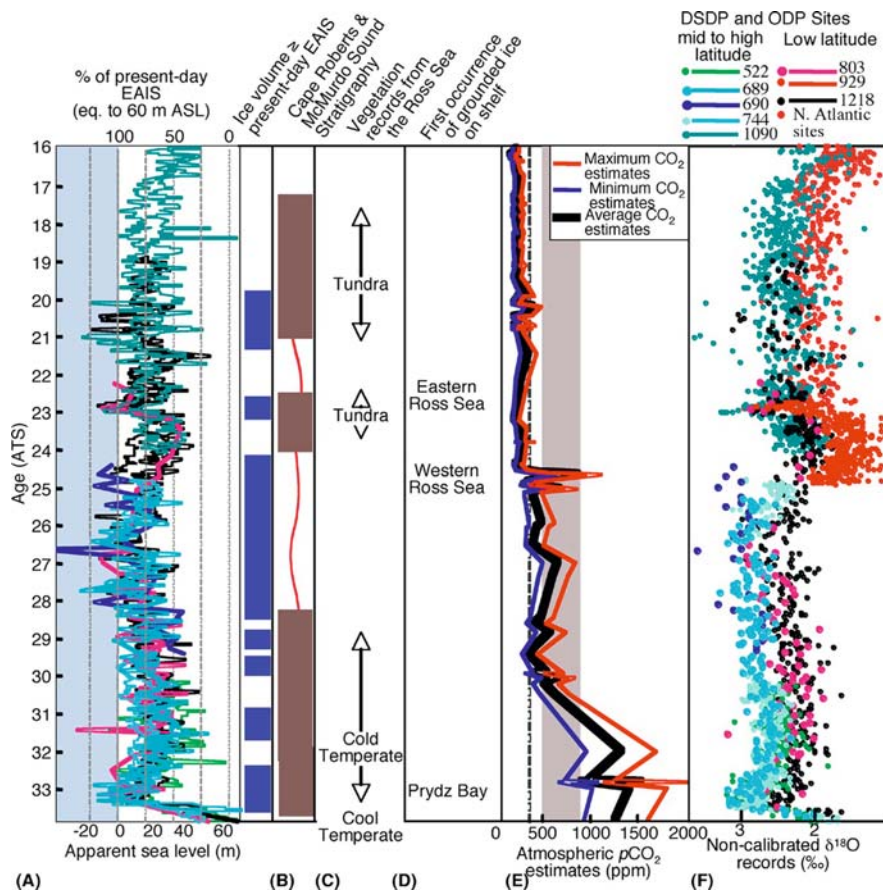 % of present-day
EAIS
(eq. to 60 m ASL)
100 50 0
Ice volume ≥
present-day EAIS
Cape Roberts &
McMurdo Sound
Stratigraphy
Vegetation
records from
the Ross Sea
First occurrence
of grounded ice
on shelf
DSDP and ODP Sites
mid to high
latitude
Low latitude
522
689
690
744
1090
803
929
1218
N. Atlantic
sites
Maximum CO2
estimates
Minimum CO2
estimates
Average CO2
estimates
Age (ATS)
16
17
18
19
20
21
22
23
24
25
26
27
28
29
30
31
32
33
Tundra
Tundra
Cold
Temperate
Cool
Temperate
Eastern
Ross Sea
Western
Ross Sea
Prydz Bay
-20 0 20 40 60
Apparent sea level (m)
0 500 1000 1500 2000
Atmospheric pCO2
estimates (ppm)
3 2
Non-calibrated δ18O
records (‰)
(A) (B) (C) (D) (E) (F)